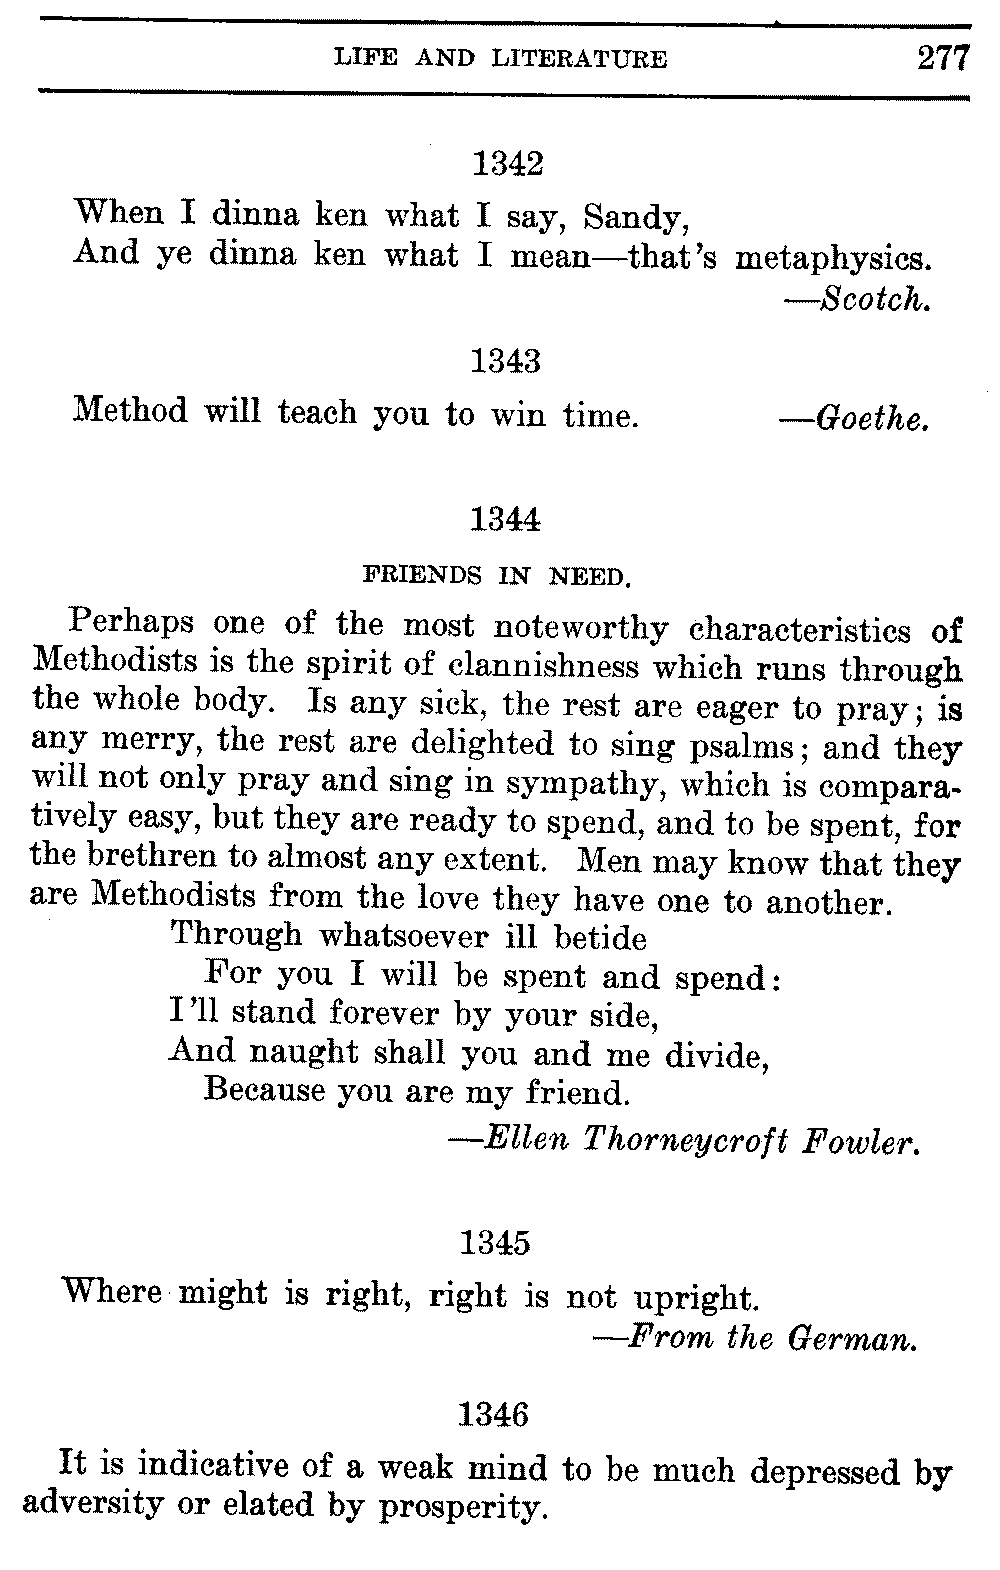 LIFE AND LITERATURE 277
1342
When I dinna ken what I say, Sandy,
And ye dinna ken what I mean—that's metaphysics.
—Scotch.
1343
Method will teach you to win time. —Goethe.
1344
FRIENDS IN NEED.
Perhaps one of the most noteworthy characteristics of
Methodists is the spirit of clannishness which runs through
the whole body. Is any sick, the rest are eager to pray; is
any merry, the rest are delighted to sing psalms; and they
will not only pray and sing in sympathy, which is compara-
tively easy, but they are ready to spend, and to be spent, for
the brethren to almost any extent. Men may know that they
are Methodists from the love they have one to another.
Through whatsoever ill betide
For you I will be spent and spend:
I'll stand forever by your side,
And naught shall you and me divide,
Because you are my friend.
—Ellen Thorneycroft Fowler.
1345
Where might is right, right is not upright.
—From the German.
1346
It is indicative of a weak mind to be much depressed by
adversity or elated by prosperity.